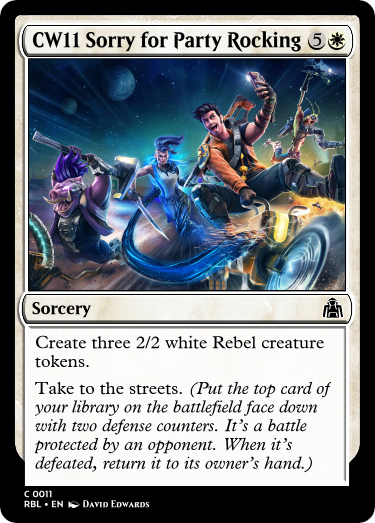 CW11 Sorry for Party Rocking 5
Sorcery
Create three 2/2 white Rebel creature
tokens.
Take to the streets. (Put the top card of
your library on the battlefield face down
with two defense counters. It's a battle
protected by an opponent. When it's
defeated, return it to its owner's hand.)
C 0011
RBL • EN David Edwards